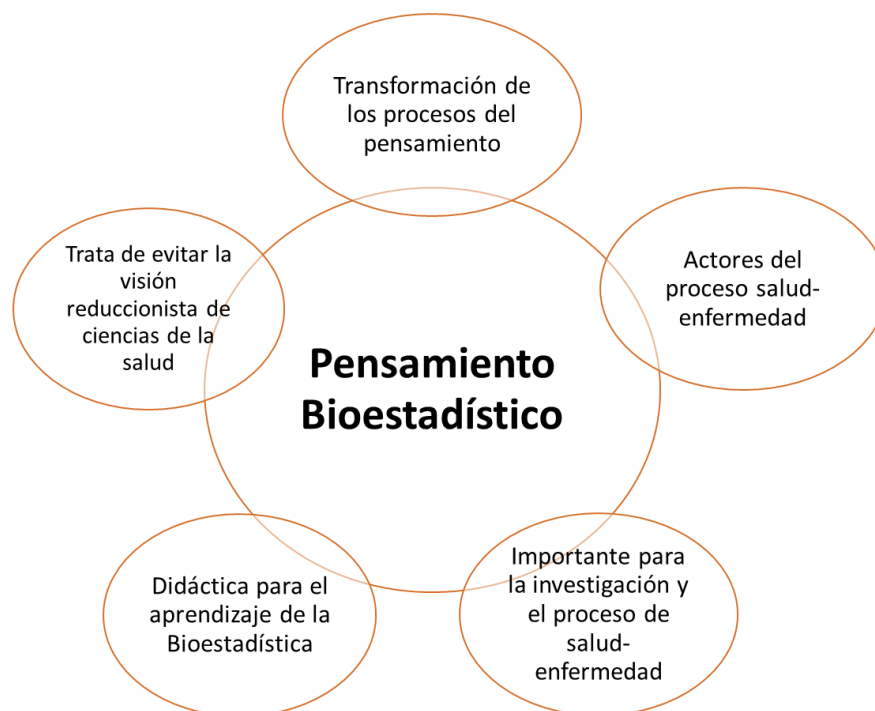 Transformación de
los procesos del
pensamiento
Actores del
proceso salud-
enfermedad
Importante para
la investigación y
el proceso de
salud-
enfermedad
Didáctica para el
aprendizaje de la
Bioestadística
Trata de evitar la
visión
reduccionista de
ciencias de la
salud
Pensamiento
Bioestadístico